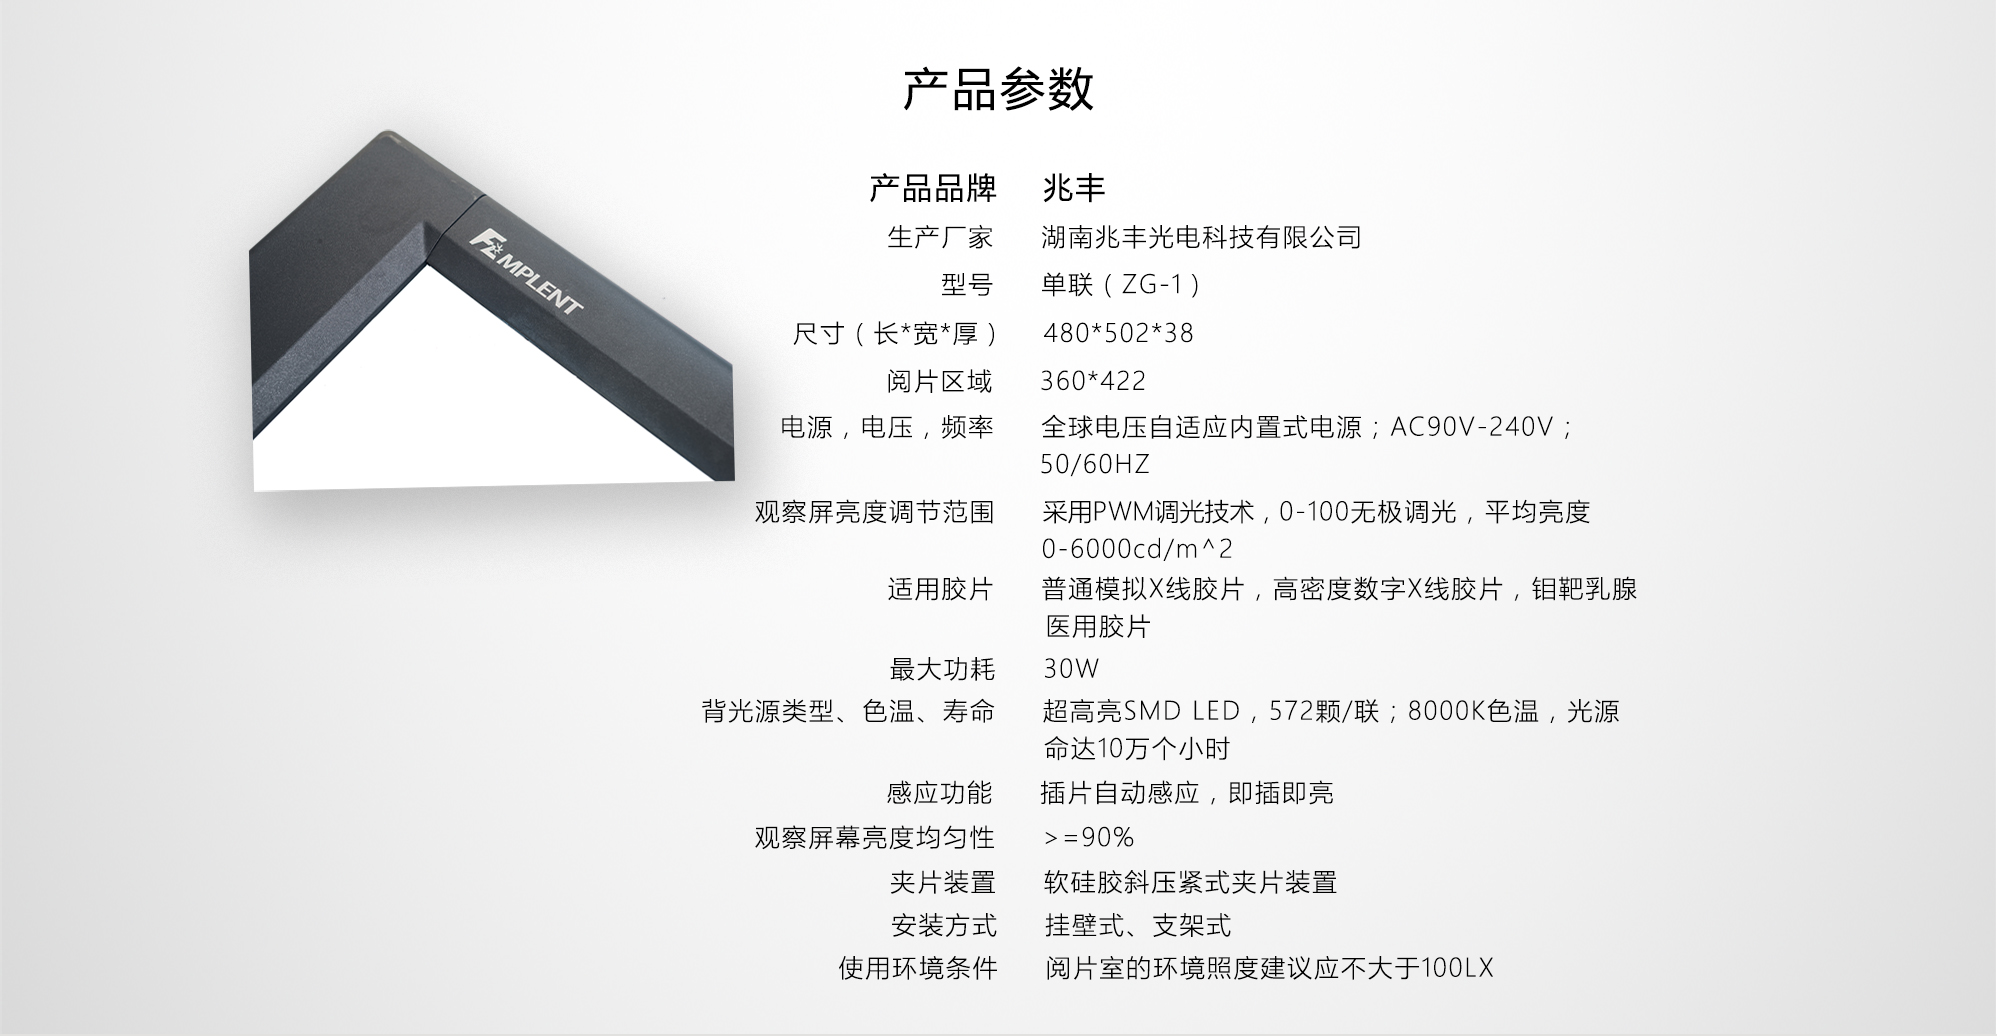 产品参数
FZMPLENT
产品品牌 兆丰
生产厂家 湖南兆丰光电科技有限公司
型号 单联（ZG-1）
尺寸（长*宽*厚） 480*502*38
阅片区域 360*422
电源，电压，频率 全球电压自适应内置式电源；AC90V-240V；
50/60HZ
观察屏亮度调节范围 采用PWM调光技术，0-100无极调光，平均亮度
0-6000cd/m^2
适用胶片 普通模拟X线胶片，高密度数字X线胶片，钼靶乳腺
医用胶片
最大功耗 30W
背光源类型、色温、寿命 超高亮SMD LED，572颗/联；8000K色温，光源
命达10万个小时
感应功能 插片自动感应，即插即亮
观察屏幕亮度均匀性 >=90%
夹片装置 软硅胶斜压紧式夹片装置
安装方式 挂壁式、支架式
使用环境条件 阅片室的环境照度建议应不大于100LX